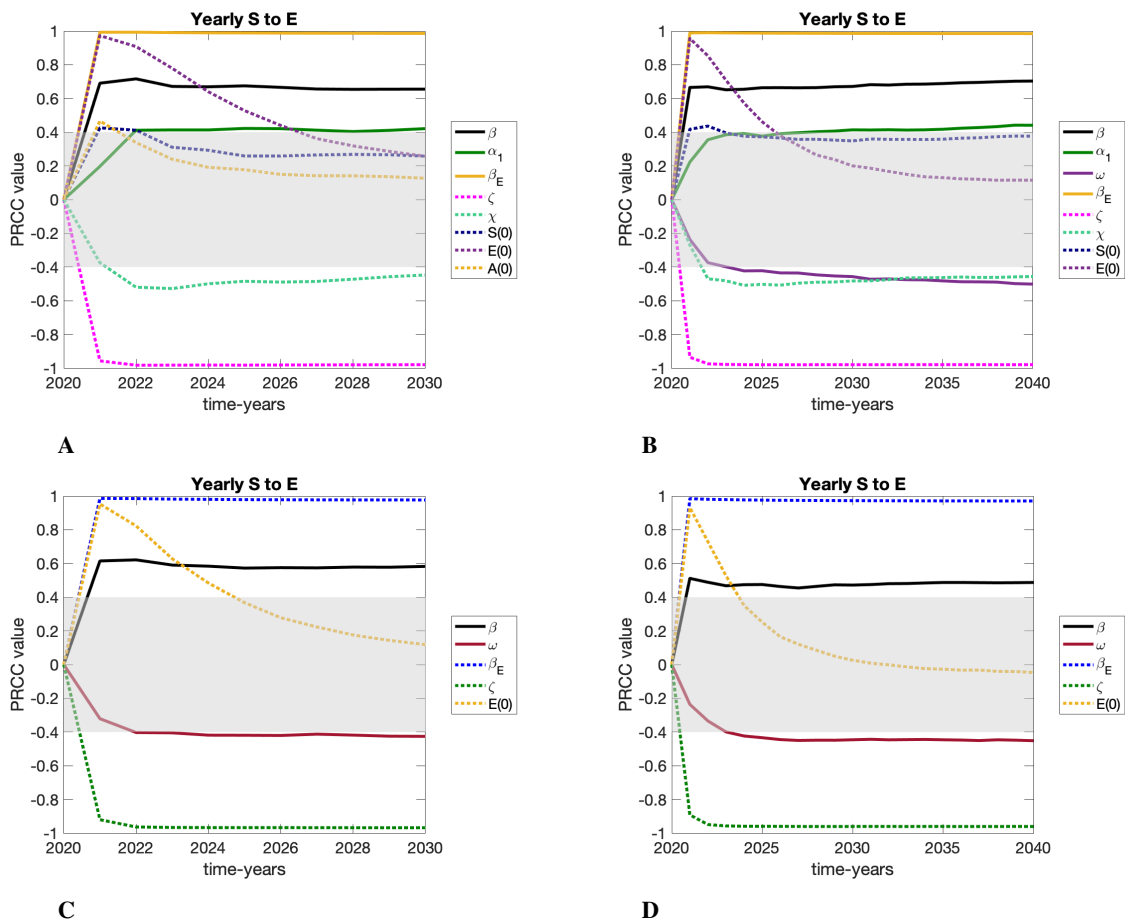 Yearly S to E
PRCC value
1
0.8
0.6
0.4
0.2
0
-0.2
-0.4
-0.6
-0.8
-1
2020 2022 2024 2026 2028 2030
time-years
β
α1
βE
ζ
χ
S(0)
E(0)
A(0)
A
Yearly S to E
PRCC value
1
0.8
0.6
0.4
0.2
0
-0.2
-0.4
-0.6
-0.8
-1
2020 2025 2030 2035 2040
time-years
β
α1
ω
βE
ζ
χ
S(0)
E(0)
B
Yearly S to E
PRCC value
1
0.8
0.6
0.4
0.2
0
-0.2
-0.4
-0.6
-0.8
-1
2020 2022 2024 2026 2028 2030
time-years
β
ω
βE
ζ
E(0)
C
Yearly S to E
PRCC value
1
0.8
0.6
0.4
0.2
0
-0.2
-0.4
-0.6
-0.8
-1
2020 2025 2030 2035 2040
time-years
β
ω
βE
ζ
E(0)
D